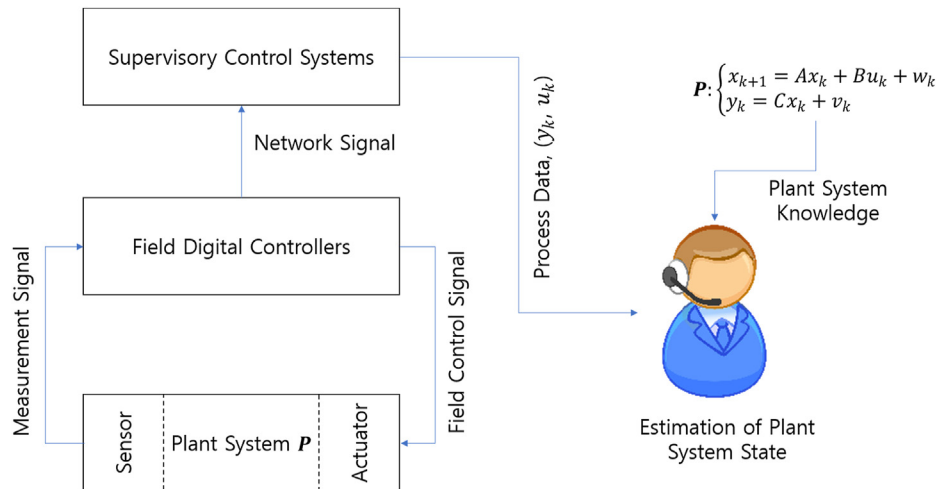 Supervisory Control Systems
Network Signal
Field Digital Controllers
Measurement Signal
Field Control Signal
Sensor
Plant System P
Actuator
Process Data, (y_k, u_k)
P: { x_{k+1} = Ax_k + Bu_k + w_k
y_k = Cx_k + v_k
Plant System
Knowledge
Estimation of Plant
System State